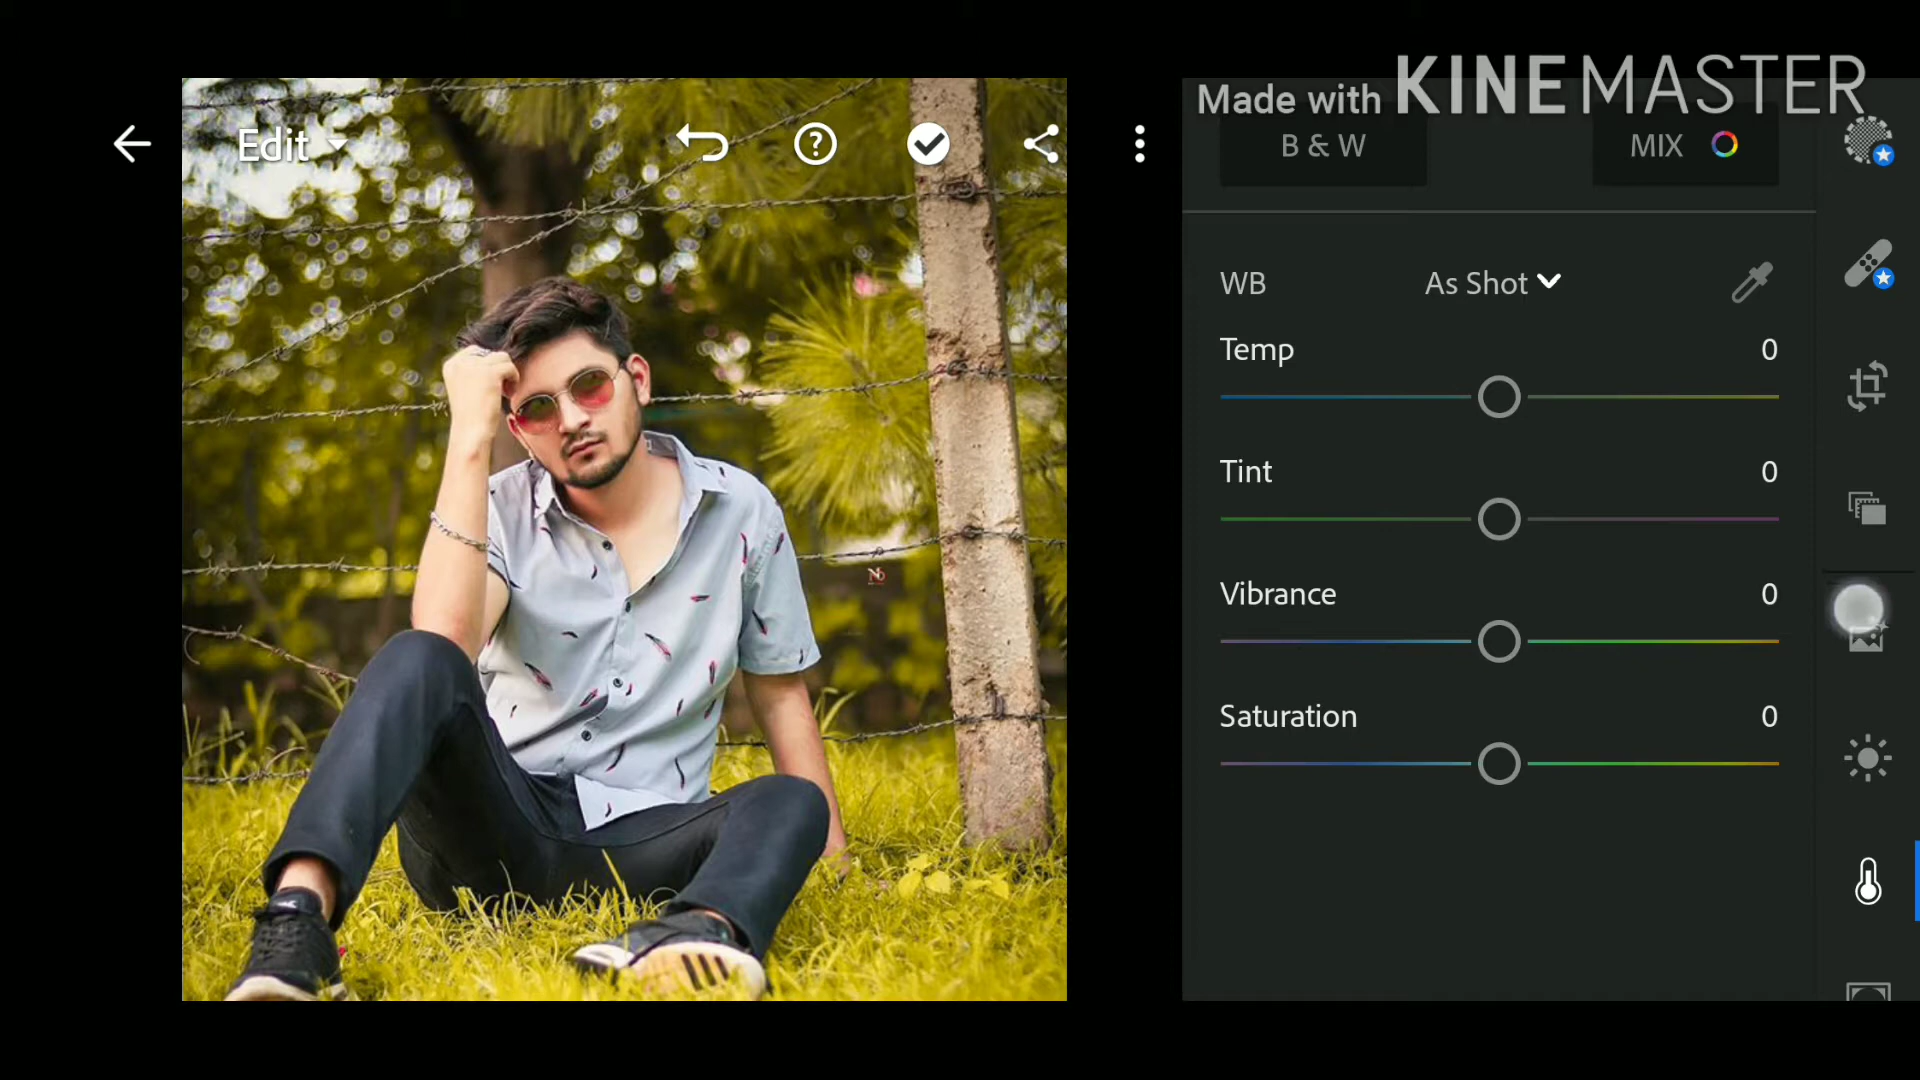 Made with KINEMASTER
Edit
B & W
MIX
WB
As Shot
Temp
0
Tint
0
Vibrance
0
Saturation
0